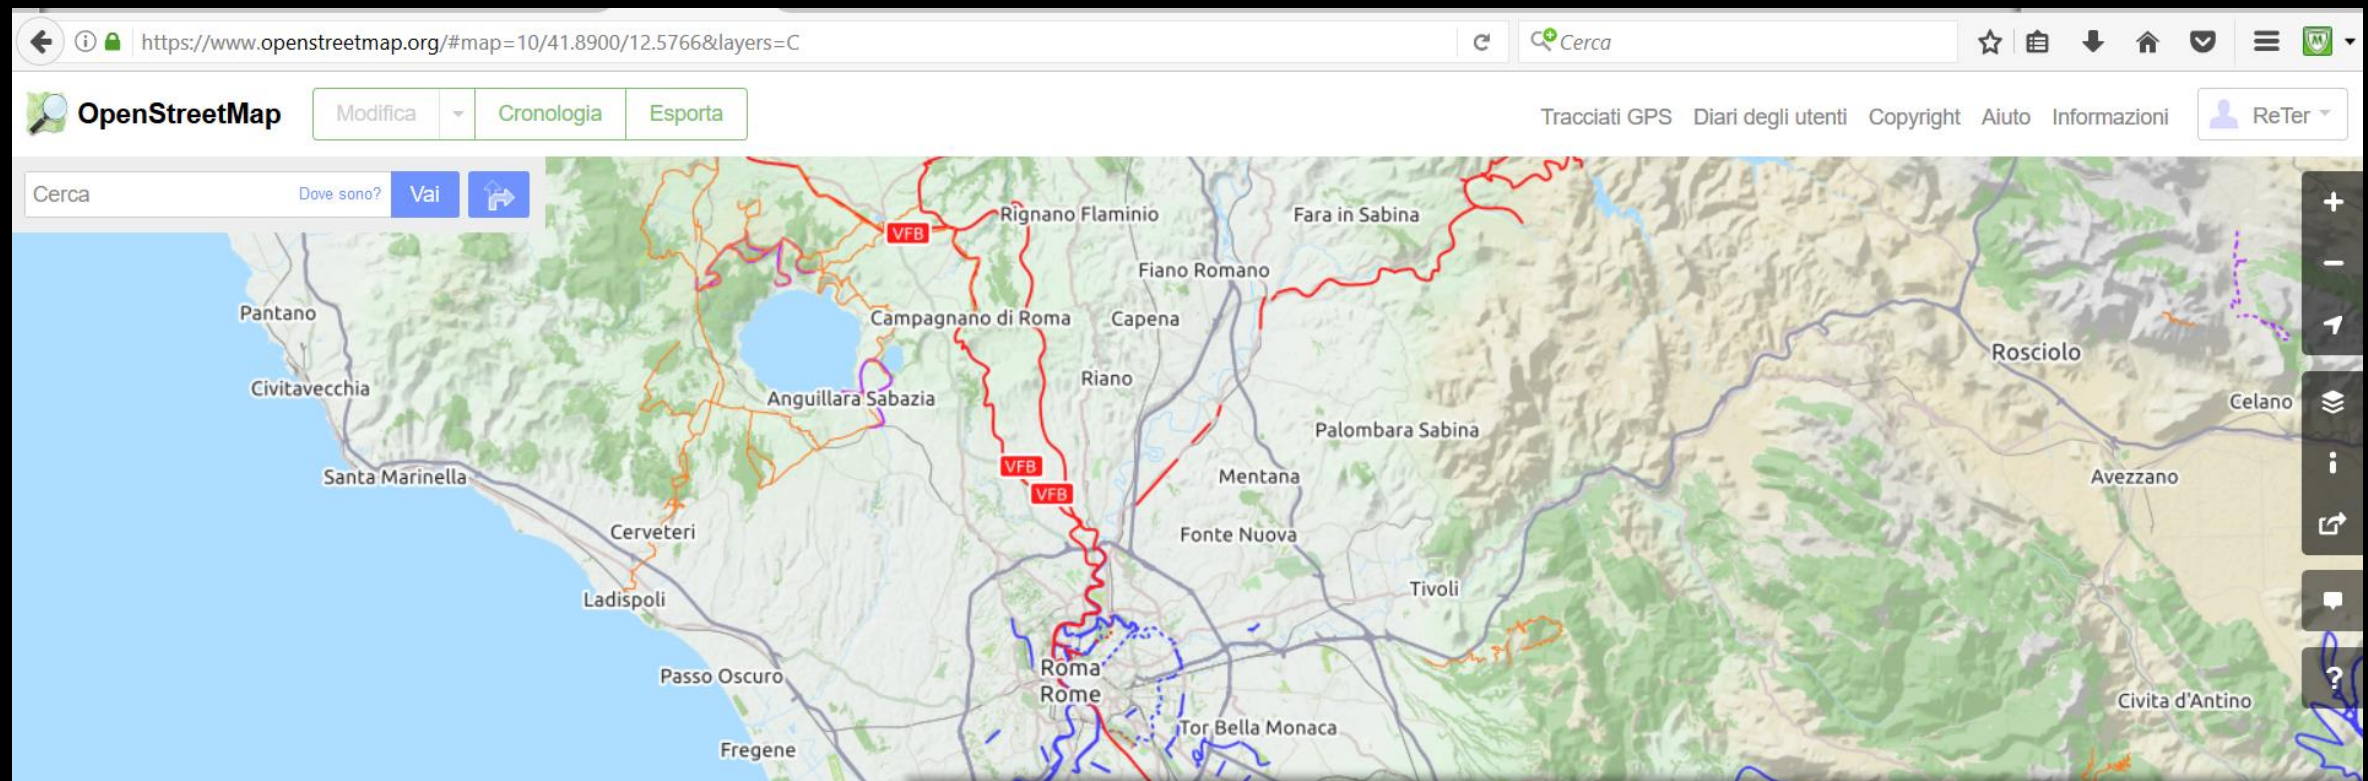 https://www.openstreetmap.org/#map=10/41.8900/12.5766&layers=C
Cerca
OpenStreetMap
Modifica
Cronologia
Esporta
Tracciati GPS
Diari degli utenti
Copyright
Aiuto
Informazioni
ReTer
Cerca
Dove sono?
Vai
VFB
Rignano Flaminio
Fara in Sabina
Fiano Romano
Pantano
Campagnano di Roma
Capena
Rosciolo
Civitavecchia
Riano
Anguillara Sabazia
Celano
Palombara Sabina
Santa Marinella
VFB
Mentana
Avezzano
VFB
Cerveteri
Fonte Nuova
Tivoli
Ladispoli
Roma
Rome
Passo Oscuro
Civita d'Antino
Tor Bella Monaca
Fregene